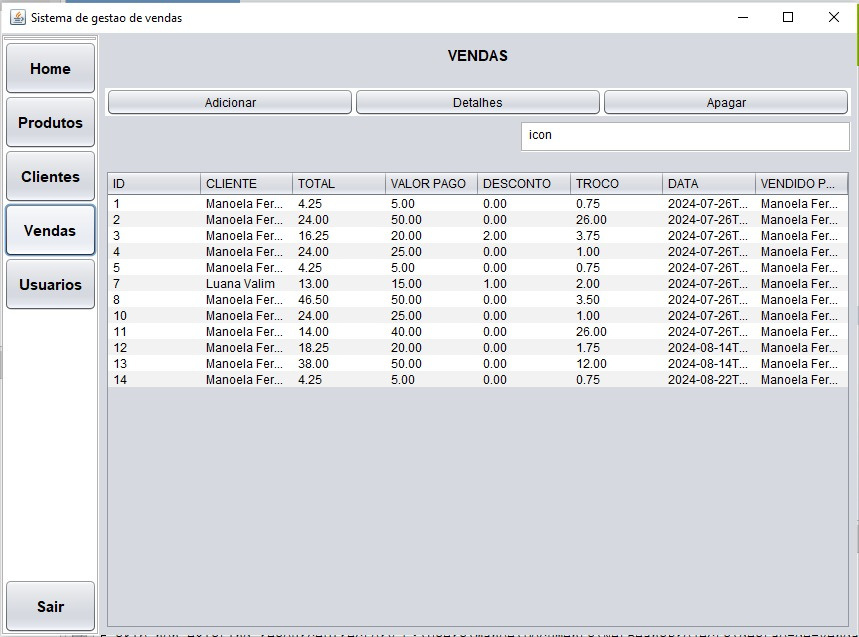 Sistema de gestao de vendas
Home
Produtos
Clientes
Vendas
Usuarios
Sair
VENDAS
Adicionar Detalhes Apagar
icon
ID CLIENTE TOTAL VALOR PAGO DESCONTO TROCO DATA VENDIDO P...
1 Manoela Fer... 4.25 5.00 0.00 0.75 2024-07-26T... Manoela Fer...
2 Manoela Fer... 24.00 50.00 0.00 26.00 2024-07-26T... Manoela Fer...
3 Manoela Fer... 16.25 20.00 2.00 3.75 2024-07-26T... Manoela Fer...
4 Manoela Fer... 24.00 25.00 0.00 1.00 2024-07-26T... Manoela Fer...
5 Manoela Fer... 4.25 5.00 0.00 0.75 2024-07-26T... Manoela Fer...
7 Luana Valim 13.00 15.00 1.00 2.00 2024-07-26T... Manoela Fer...
8 Manoela Fer... 46.50 50.00 0.00 3.50 2024-07-26T... Manoela Fer...
10 Manoela Fer... 24.00 25.00 0.00 1.00 2024-07-26T... Manoela Fer...
11 Manoela Fer... 14.00 40.00 0.00 26.00 2024-07-26T... Manoela Fer...
12 Manoela Fer... 18.25 20.00 0.00 1.75 2024-08-14T... Manoela Fer...
13 Manoela Fer... 38.00 50.00 0.00 12.00 2024-08-14T... Manoela Fer...
14 Manoela Fer... 4.25 5.00 0.00 0.75 2024-08-22T... Manoela Fer...